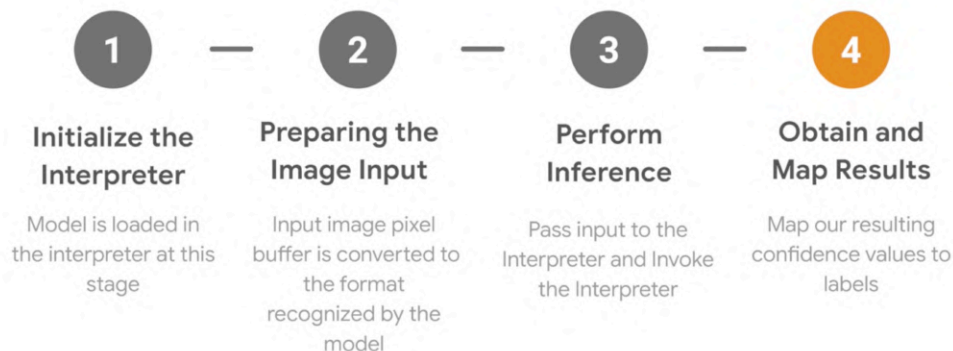 1
Initialize the
Interpreter
Model is loaded in
the interpreter at this
stage
2
Preparing the
Image Input
Input image pixel
buffer is converted to
the format
recognized by the
model
3
Perform
Inference
Pass input to the
Interpreter and Invoke
the Interpreter
4
Obtain and
Map Results
Map our resulting
confidence values to
labels